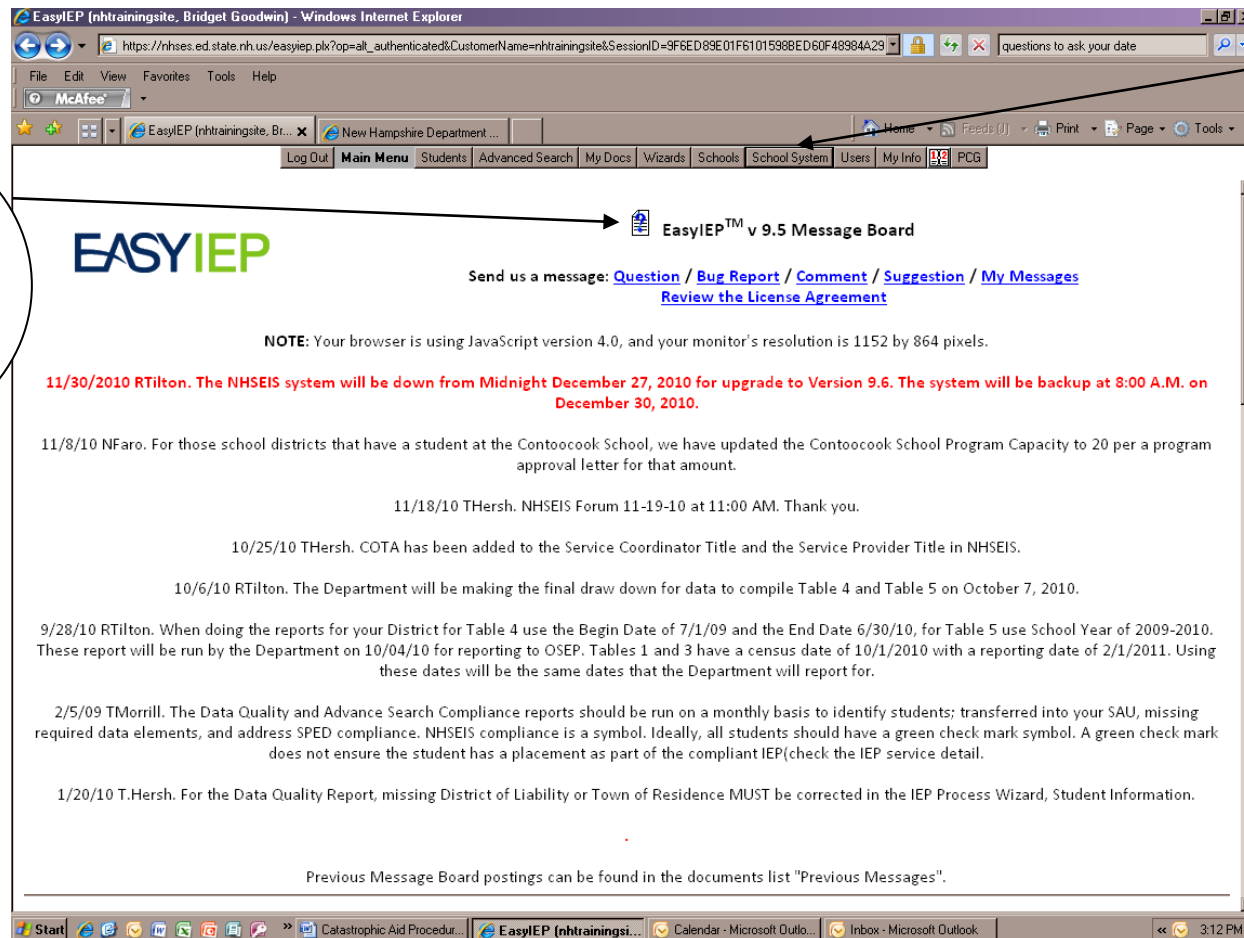 EasyIEP (nhtrainingsite, Bridget Goodwin) - Windows Internet Explorer
https://nhses.ed.state.nh.us/easyiep.plx?op=alt_authenticated&CustomerName=nhtrainingsite&SessionID=9F6ED89E01F6101598BED60F48984A29
questions to ask your date
File Edit View Favorites Tools Help
McAfee
EasyIEP (nhtrainingsite, Br... New Hampshire Department ... Home Feeds (J) Print Page Tools
Log Out Main Menu Students Advanced Search My Docs Wizards Schools School System Users My Info PCG
EASYIEP
EasyIEP™ v 9.5 Message Board
Send us a message: Question / Bug Report / Comment / Suggestion / My Messages
Review the License Agreement
NOTE: Your browser is using JavaScript version 4.0, and your monitor's resolution is 1152 by 864 pixels.
11/30/2010 RTilton. The NHSEIS system will be down from Midnight December 27, 2010 for upgrade to Version 9.6. The system will be backup at 8:00 A.M. on
December 30, 2010.
11/8/10 NFaro. For those school districts that have a student at the Contoocook School, we have updated the Contoocook School Program Capacity to 20 per a program
approval letter for that amount.
11/18/10 THersh. NHSEIS Forum 11-19-10 at 11:00 AM. Thank you.
10/25/10 THersh. COTA has been added to the Service Coordinator Title and the Service Provider Title in NHSEIS.
10/6/10 RTilton. The Department will be making the final draw down for data to compile Table 4 and Table 5 on October 7, 2010.
9/28/10 RTilton. When doing the reports for your District for Table 4 use the Begin Date of 7/1/09 and the End Date 6/30/10, for Table 5 use School Year of 2009-2010.
These report will be run by the Department on 10/04/10 for reporting to OSEP. Tables 1 and 3 have a census date of 10/1/2010 with a reporting date of 2/1/2011. Using
these dates will be the same dates that the Department will report for.
2/5/09 TMorrill. The Data Quality and Advance Search Compliance reports should be run on a monthly basis to identify students; transferred into your SAU, missing
required data elements, and address SPED compliance. NHSEIS compliance is a symbol. Ideally, all students should have a green check mark symbol. A green check mark
does not ensure the student has a placement as part of the compliant IEP(check the IEP service detail.
1/20/10 T.Hersh. For the Data Quality Report, missing District of Liability or Town of Residence MUST be corrected in the IEP Process Wizard, Student Information.
.
Previous Message Board postings can be found in the documents list "Previous Messages".
Start Catastrophic Aid Procedur... EasyIEP (nhtrainingsi... Calendar - Microsoft Outlo... Inbox - Microsoft Outlook 3:12 PM